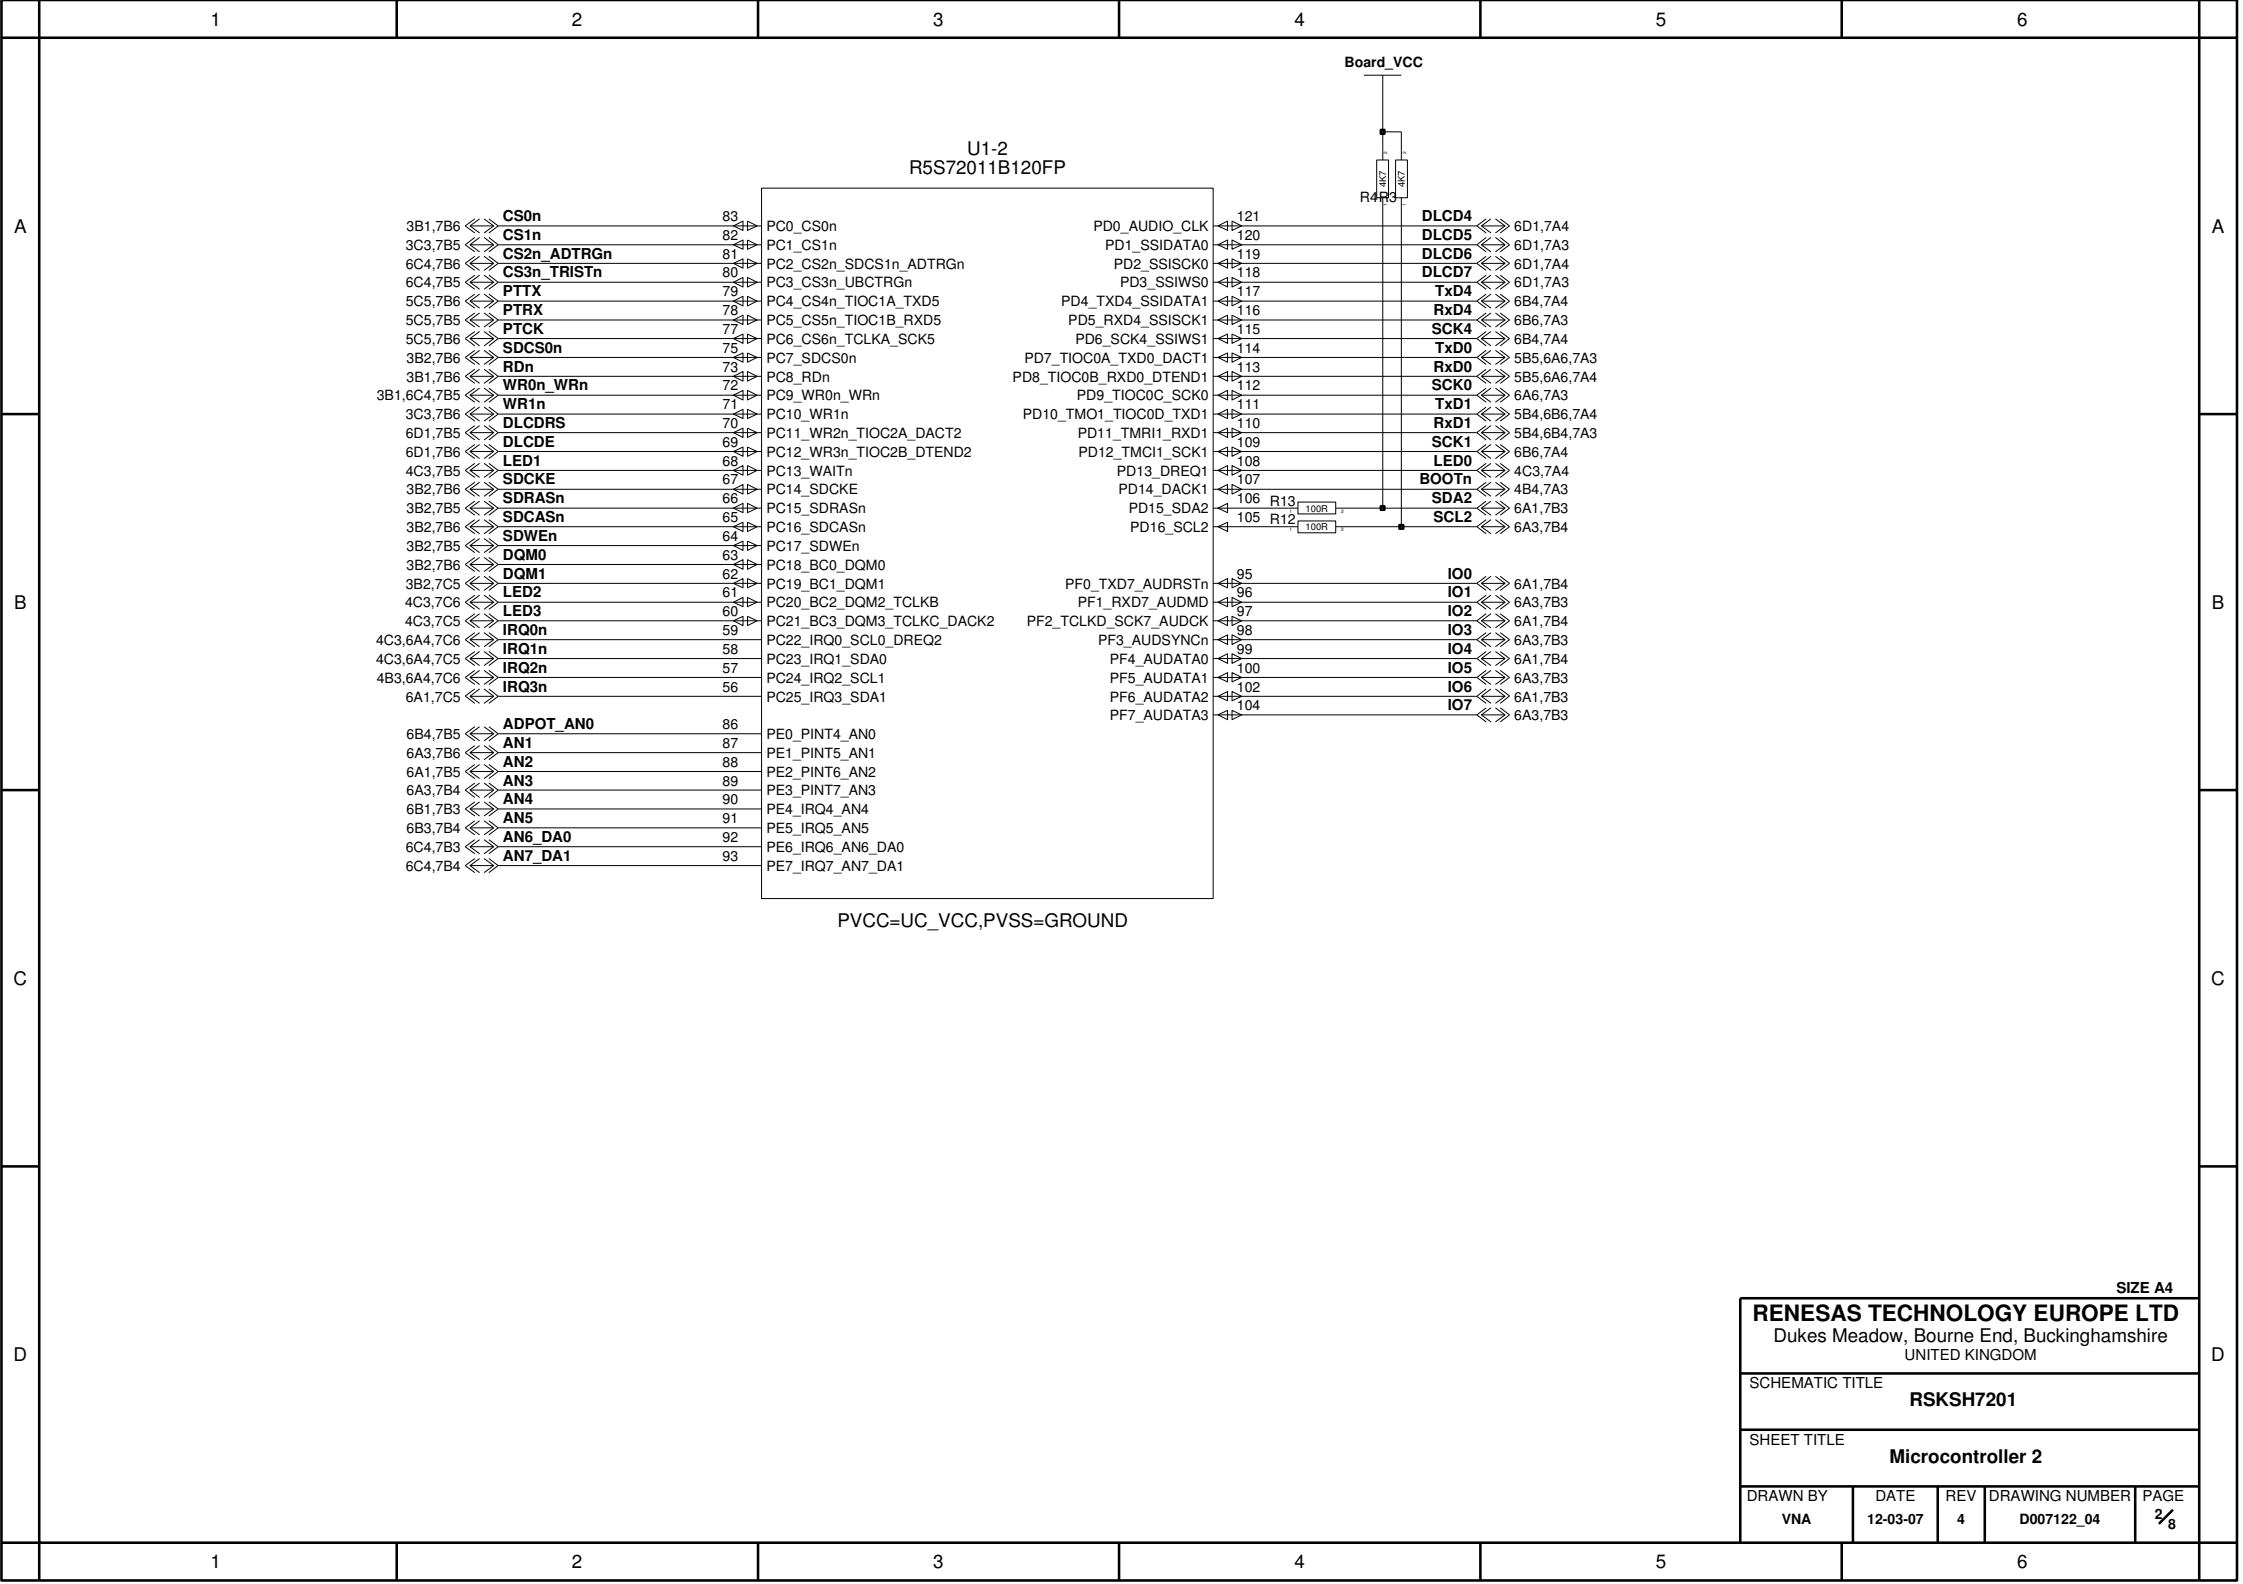 1 2 3 4 5 6
Board_VCC
U1-2
R5S72011B120FP
4K7 4K7
R4 R3
A A
3B1,7B6 CS0n 83 PC0_CS0n
3C3,7B5 CS1n 82 PC1_CS1n
6C4,7B6 CS2n_ADTRGn 81 PC2_CS2n_SDCS1n_ADTRGn
6C4,7B5 CS3n_TRISTn 80 PC3_CS3n_UBCTRGn
5C5,7B6 PTTX 79 PC4_CS4n_TIOC1A_TXD5
5C5,7B5 PTRX 78 PC5_CS5n_TIOC1B_RXD5
5C5,7B6 PTCK 77 PC6_CS6n_TCLKA_SCK5
3B2,7B6 SDCS0n 75 PC7_SDCS0n
3B1,7B6 RDn 73 PC8_RDn
3B1,6C4,7B5 WR0n_WRn 72 PC9_WR0n_WRn
3C3,7B6 WR1n 71 PC10_WR1n
6D1,7B5 DLCDRS 70 PC11_WR2n_TIOC2A_DACT2
6D1,7B6 DLCDE 69 PC12_WR3n_TIOC2B_DTEND2
4C3,7B5 LED1 68 PC13_WAITn
3B2,7B6 SDCKE 67 PC14_SDCKE
3B2,7B5 SDRASn 66 PC15_SDRASn
3B2,7B6 SDCASn 65 PC16_SDCASn
3B2,7B5 SDWEn 64 PC17_SDWEn
3B2,7B6 DQM0 63 PC18_BC0_DQM0
3B2,7C5 DQM1 62 PC19_BC1_DQM1
4C3,7C6 LED2 61 PC20_BC2_DQM2_TCLKB
4C3,7C5 LED3 60 PC21_BC3_DQM3_TCLKC_DACK2
4C3,6A4,7C6 IRQ0n 59 PC22_IRQ0_SCL0_DREQ2
4C3,6A4,7C5 IRQ1n 58 PC23_IRQ1_SDA0
4B3,6A4,7C6 IRQ2n 57 PC24_IRQ2_SCL1
6A1,7C5 IRQ3n 56 PC25_IRQ3_SDA1
6B4,7B5 ADPOT_AN0 86 PE0_PINT4_AN0
6A3,7B6 AN1 87 PE1_PINT5_AN1
6A1,7B5 AN2 88 PE2_PINT6_AN2
6A3,7B4 AN3 89 PE3_PINT7_AN3
6B1,7B3 AN4 90 PE4_IRQ4_AN4
6B3,7B4 AN5 91 PE5_IRQ5_AN5
6C4,7B3 AN6_DA0 92 PE6_IRQ6_AN6_DA0
6C4,7B4 AN7_DA1 93 PE7_IRQ7_AN7_DA1
PD0_AUDIO_CLK 121 DLCD4 6D1,7A4
PD1_SSIDATA0 120 DLCD5 6D1,7A3
PD2_SSISCK0 119 DLCD6 6D1,7A4
PD3_SSIWS0 118 DLCD7 6D1,7A3
PD4_TXD4_SSIDATA1 117 TxD4 6B4,7A4
PD5_RXD4_SSISCK1 116 RxD4 6B6,7A3
PD6_SCK4_SSIWS1 115 SCK4 6B4,7A4
PD7_TIOC0A_TXD0_DACT1 114 TxD0 5B5,6A6,7A3
PD8_TIOC0B_RXD0_DTEND1 113 RxD0 5B5,6A6,7A4
PD9_TIOC0C_SCK0 112 SCK0 6A6,7A3
PD10_TMO1_TIOC0D_TXD1 111 TxD1 5B4,6B6,7A4
PD11_TMRI1_RXD1 110 RxD1 5B4,6B4,7A3
PD12_TMCI1_SCK1 109 SCK1 6B6,7A4
PD13_DREQ1 108 LED0 4C3,7A4
PD14_DACK1 107 BOOTn 4B4,7A3
PD15_SDA2 106 R13 100R SDA2 6A1,7B3
PD16_SCL2 105 R12 100R SCL2 6A3,7B4
PF0_TXD7_AUDRSTn 95 IO0 6A1,7B4
PF1_RXD7_AUDMD 96 IO1 6A3,7B3
PF2_TCLKD_SCK7_AUDCK 97 IO2 6A1,7B4
PF3_AUDSYNCn 98 IO3 6A3,7B3
PF4_AUDATA0 99 IO4 6A1,7B4
PF5_AUDATA1 100 IO5 6A3,7B3
PF6_AUDATA2 102 IO6 6A1,7B3
PF7_AUDATA3 104 IO7 6A3,7B3
B B
PVCC=UC_VCC,PVSS=GROUND
C C
D D
SIZE A4
RENESAS TECHNOLOGY EUROPE LTD
Dukes Meadow, Bourne End, Buckinghamshire
UNITED KINGDOM
SCHEMATIC TITLE
RSKSH7201
SHEET TITLE
Microcontroller 2
DRAWN BY DATE REV DRAWING NUMBER PAGE
VNA 12-03-07 4 D007122_04 2/8
1 2 3 4 5 6